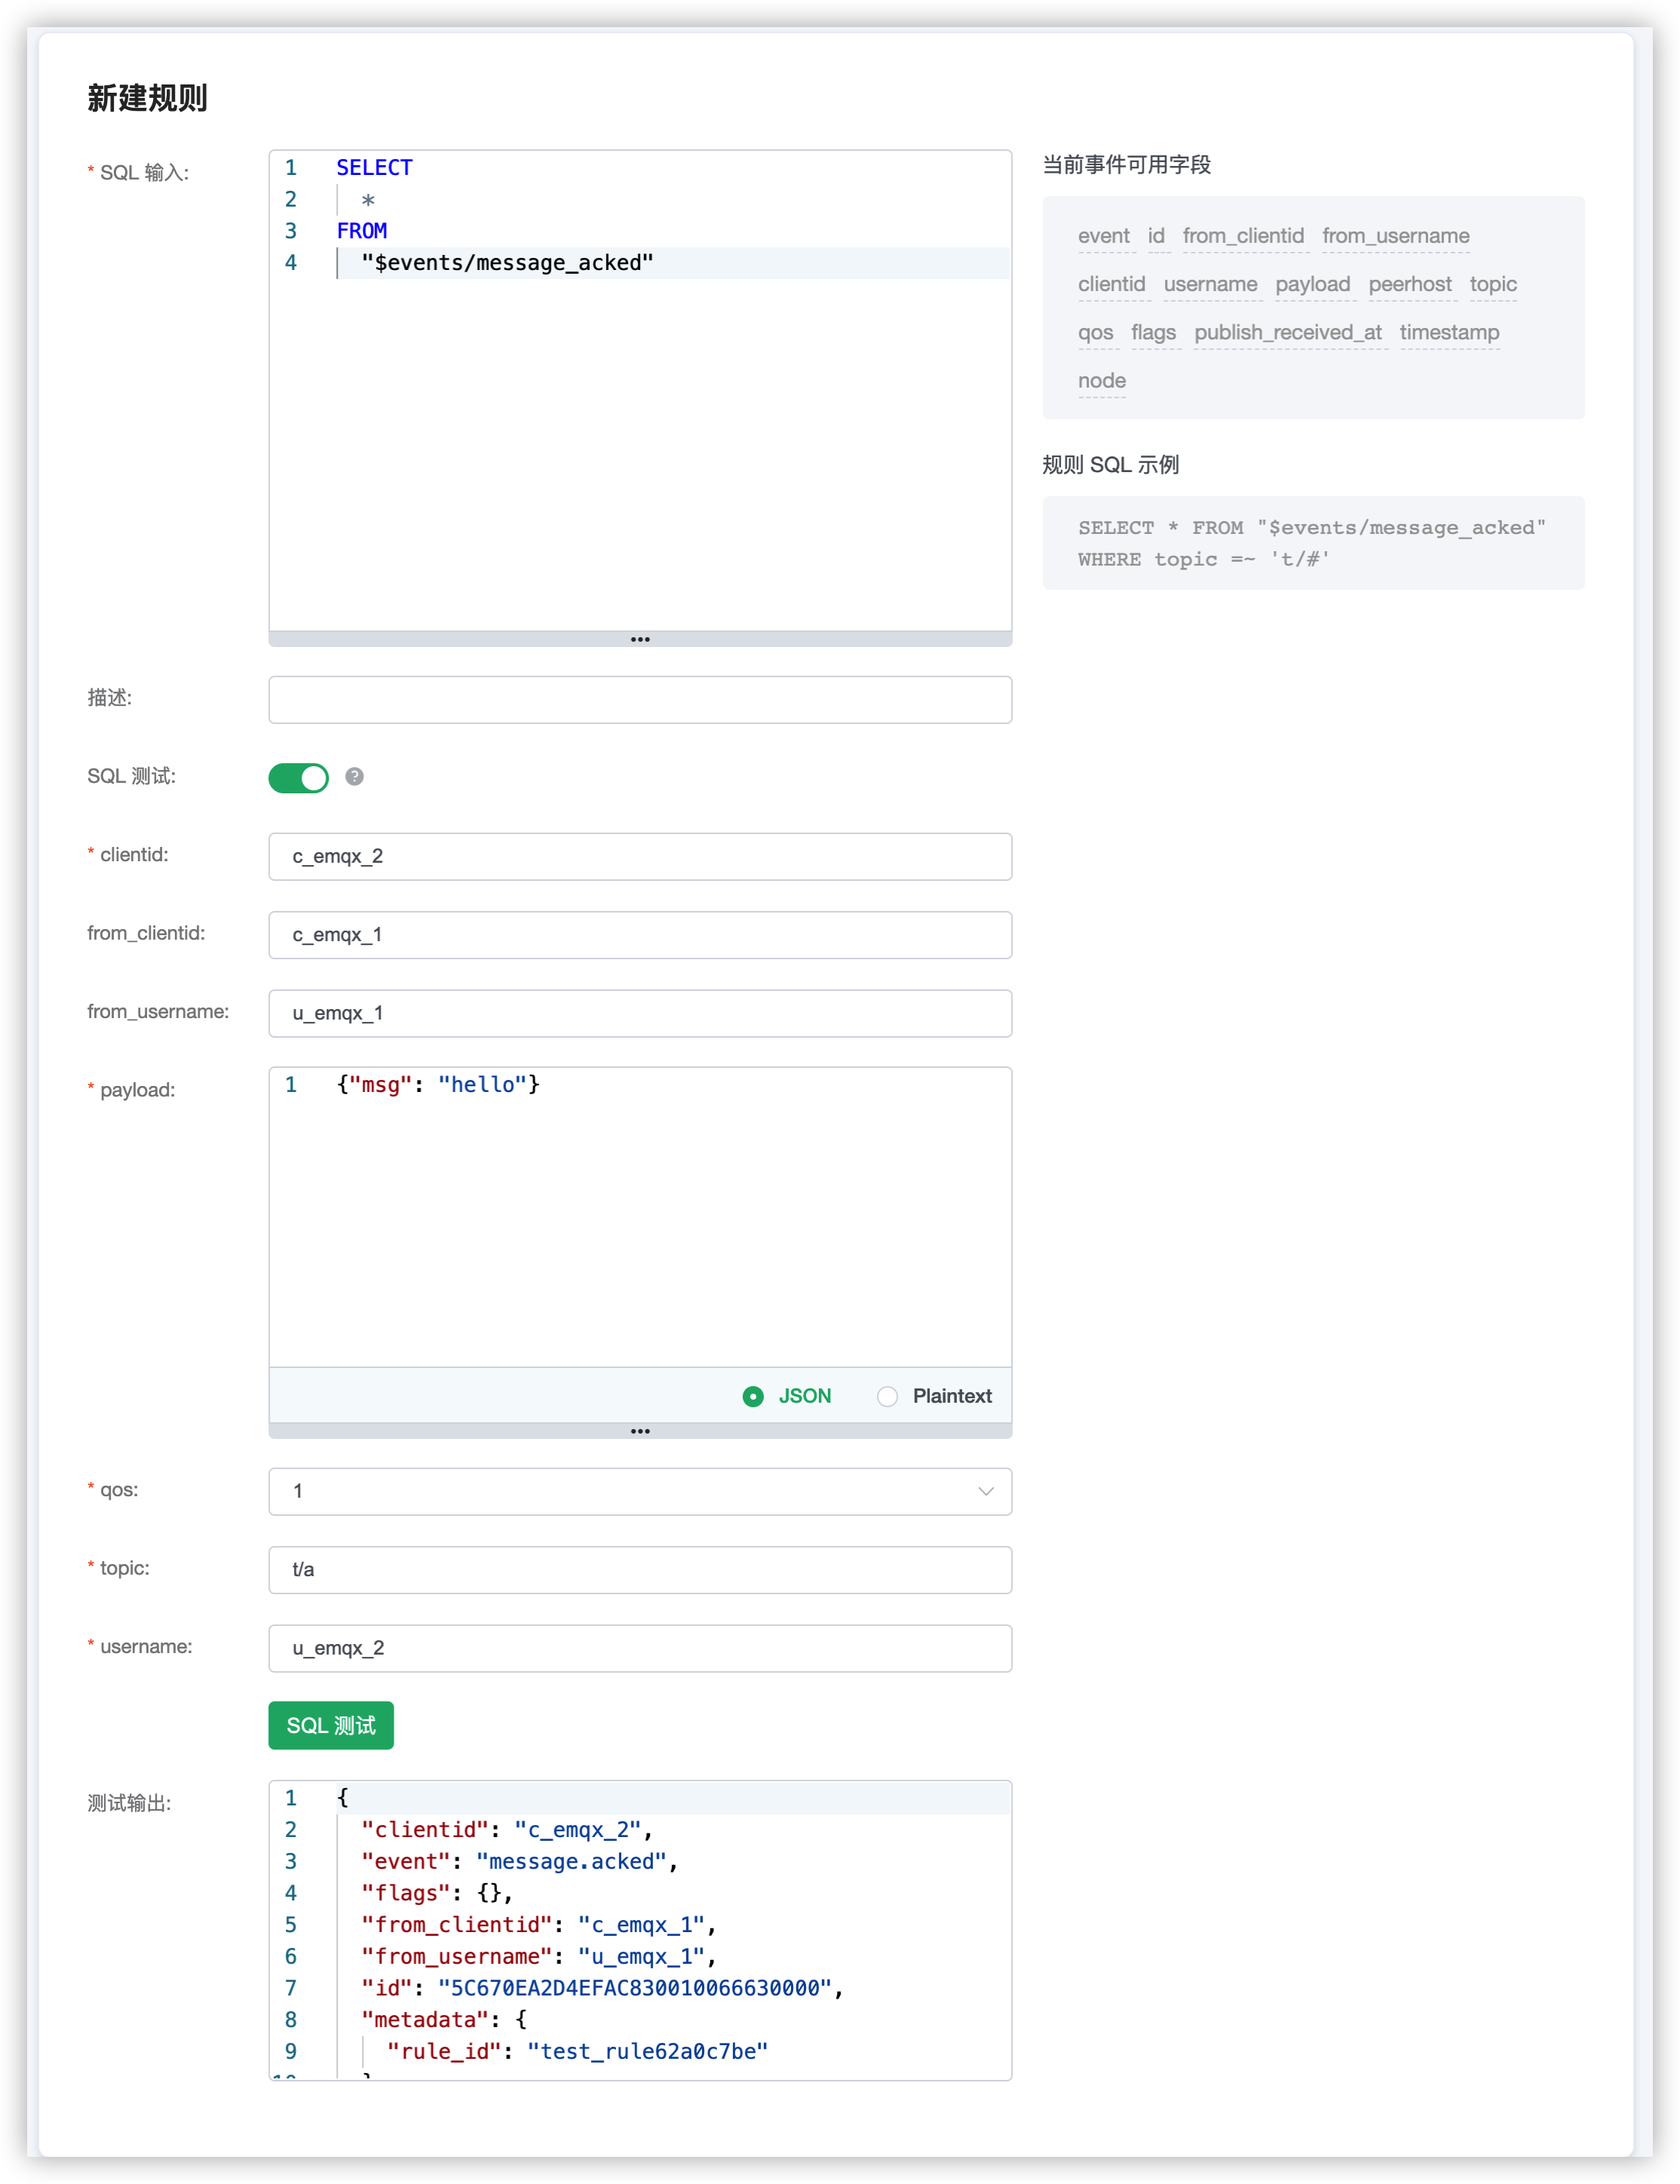 新建规则
* SQL 输入:
1 SELECT
2 *
3 FROM
4 "$events/message_acked"
当前事件可用字段
event id from_clientid from_username
clientid username payload peerhost topic
qos flags publish_received_at timestamp
node
规则 SQL 示例
SELECT * FROM "$events/message_acked"
WHERE topic =~ 't/#'
描述:
SQL 测试:
* clientid: c_emqx_2
from_clientid: c_emqx_1
from_username: u_emqx_1
* payload:
1 {"msg": "hello"}
JSON Plaintext
* qos: 1
* topic: t/a
* username: u_emqx_2
SQL 测试
测试输出:
1 {
2 "clientid": "c_emqx_2",
3 "event": "message.acked",
4 "flags": {},
5 "from_clientid": "c_emqx_1",
6 "from_username": "u_emqx_1",
7 "id": "5C670EA2D4EFAC830010066630000",
8 "metadata": {
9 "rule_id": "test_rule62a0c7be"